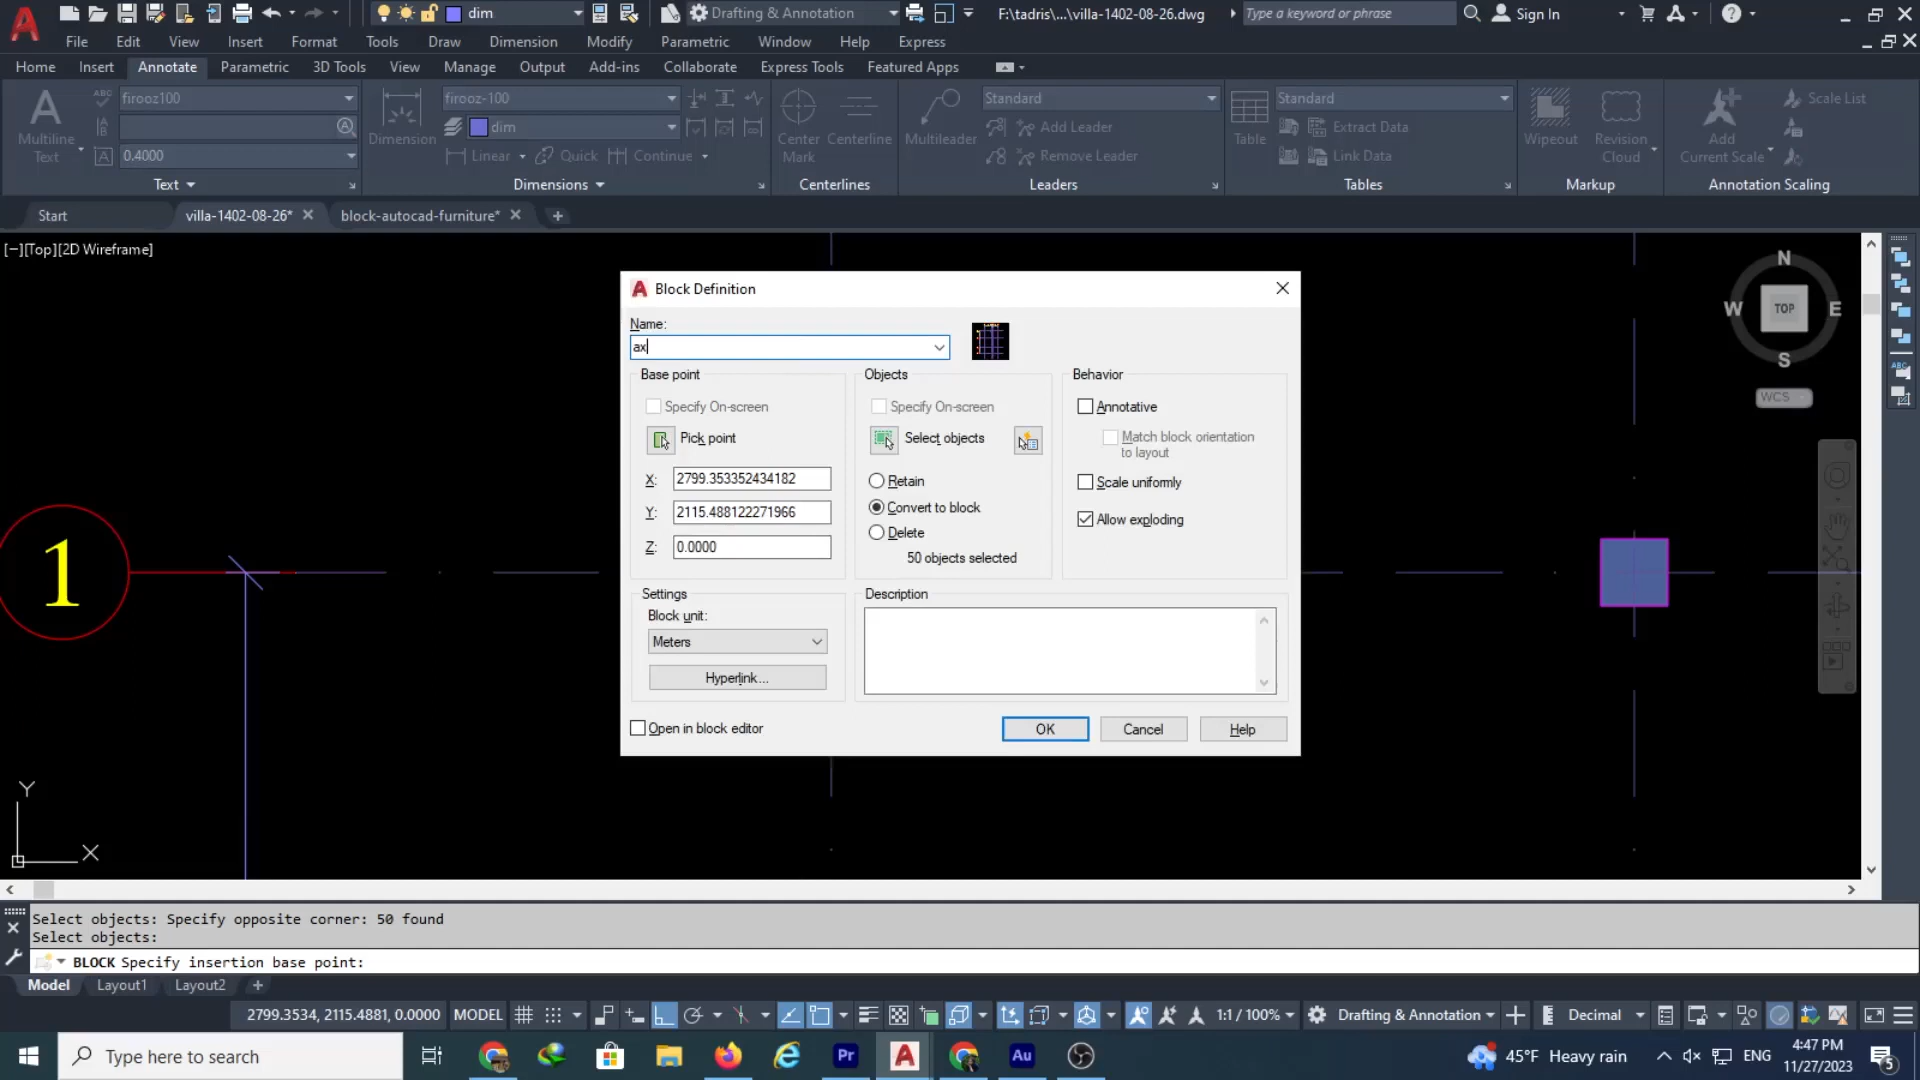 dim
Drafting & Annotation
F:\tadris\...\villa-1402-08-26.dwg
Type a keyword or phrase
Sign In
File Edit View Insert Format Tools Draw Dimension Modify Parametric Window Help Express
Home Insert Annotate Parametric 3D Tools View Manage Output Add-ins Collaborate Express Tools Featured Apps
firooz100
firooz-100
Standard
Standard
Scale List
Multiline Text
Dimension
dim
Center Mark
Centerline
Multileader
Add Leader
Table
Extract Data
Wipeout
Revision Cloud
Add Current Scale
0.4000
Linear
Quick
Continue
Remove Leader
Link Data
Text
Dimensions
Centerlines
Leaders
Tables
Markup
Annotation Scaling
Start
villa-1402-08-26*
block-autocad-furniture*
[−][Top][2D Wireframe]
N
W
TOP
E
S
WCS
1
Y
X
Block Definition
Name:
ax
Base point
Specify On-screen
Pick point
X: 2799.353352434182
Y: 2115.488122271966
Z: 0.0000
Objects
Specify On-screen
Select objects
Retain
Convert to block
Delete
50 objects selected
Behavior
Annotative
Match block orientation
to layout
Scale uniformly
Allow exploding
Settings
Block unit:
Meters
Hyperlink...
Description
Open in block editor
OK
Cancel
Help
Select objects: Specify opposite corner: 50 found
Select objects:
BLOCK Specify insertion base point:
Model Layout1 Layout2
2799.3534, 2115.4881, 0.0000
MODEL
1:1 / 100%
Drafting & Annotation
Decimal
Type here to search
Pr
Au
45°F Heavy rain
ENG
4:47 PM
11/27/2023
5